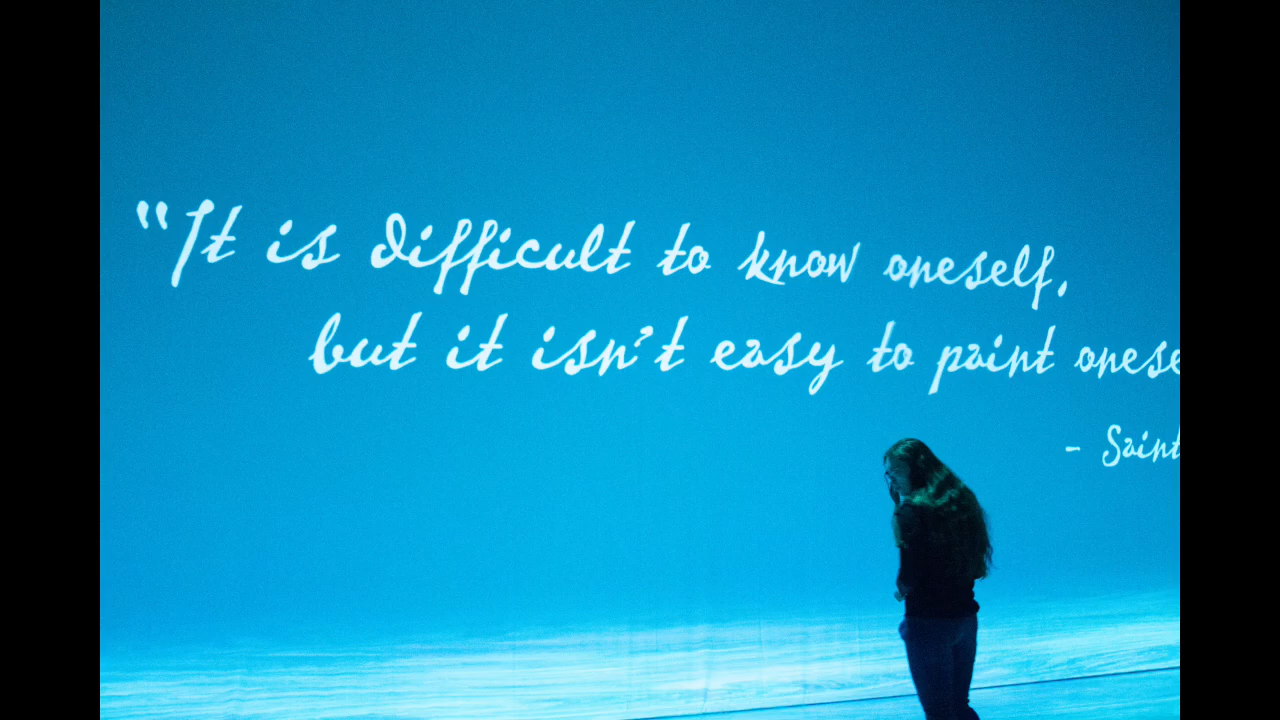 “It is difficult to know oneself,
but it isn’t easy to paint onese
- Saint